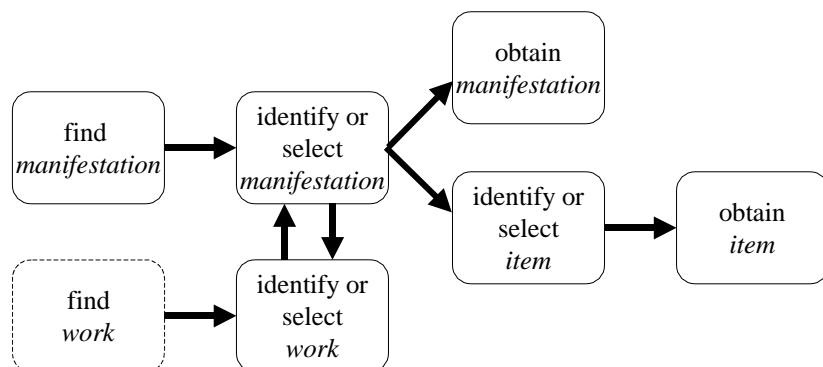 find
manifestation
identify or
select
manifestation
obtain
manifestation
identify or
select
item
obtain
item
find
work
identify or
select
work